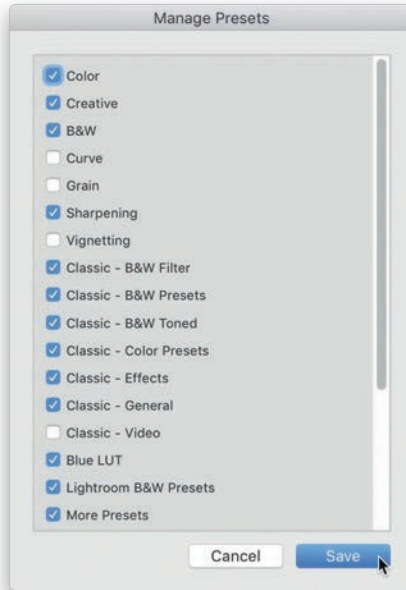 Manage Presets
Color
Creative
B&W
Curve
Grain
Sharpening
Vignetting
Classic - B&W Filter
Classic - B&W Presets
Classic - B&W Toned
Classic - Color Presets
Classic - Effects
Classic - General
Classic - Video
Blue LUT
Lightroom B&W Presets
More Presets
Cancel Save